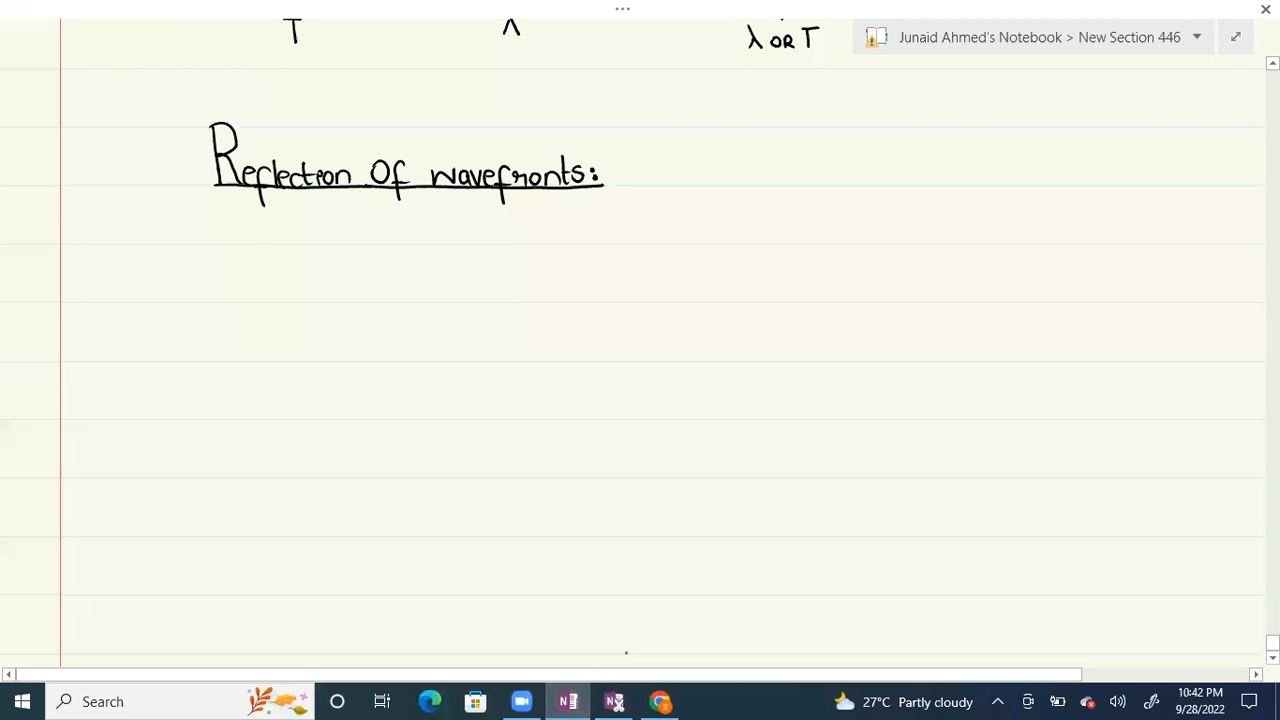 T λ λ OR T
Junaid Ahmed's Notebook > New Section 446
Reflection Of wavefronts:
Search
27°C Partly cloudy
10:42 PM
9/28/2022